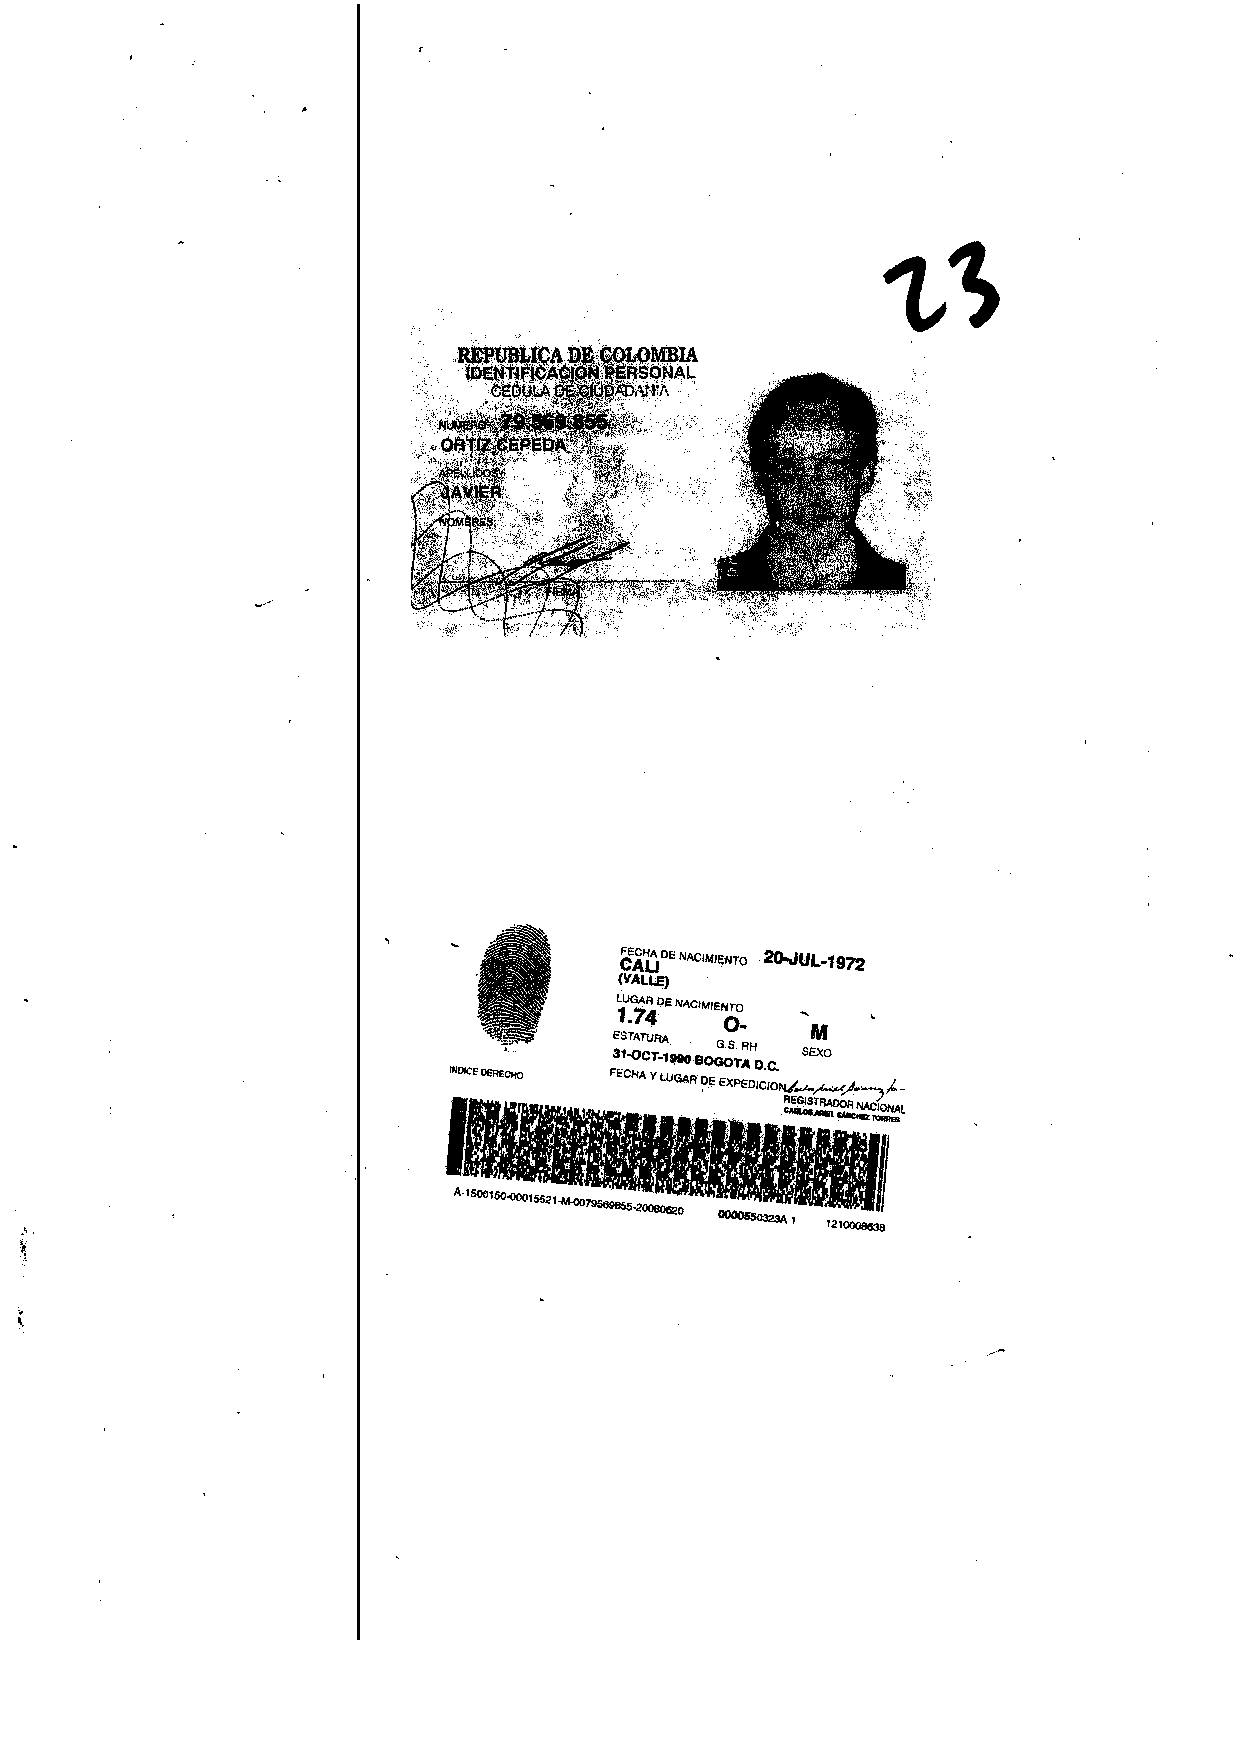 23
REPUBLICA DE COLOMBIA
IDENTIFICACION PERSONAL
CEDULA DE CIUDADANIA
NUMERO 79.569.855
ORTIZ CEPEDA
APELLIDOS
JAVIER
NOMBRES
FIRMA
FECHA DE NACIMIENTO 20-JUL-1972
CALI
(VALLE)
LUGAR DE NACIMIENTO
1.74 O- M
ESTATURA G.S. RH SEXO
31-OCT-1990 BOGOTA D.C.
FECHA Y LUGAR DE EXPEDICION
INDICE DERECHO
REGISTRADOR NACIONAL
CARLOS ARIEL SÁNCHEZ TORRES
A-1500150-00015521-M-0079569855-20080620 0000550323A 1 1210008638